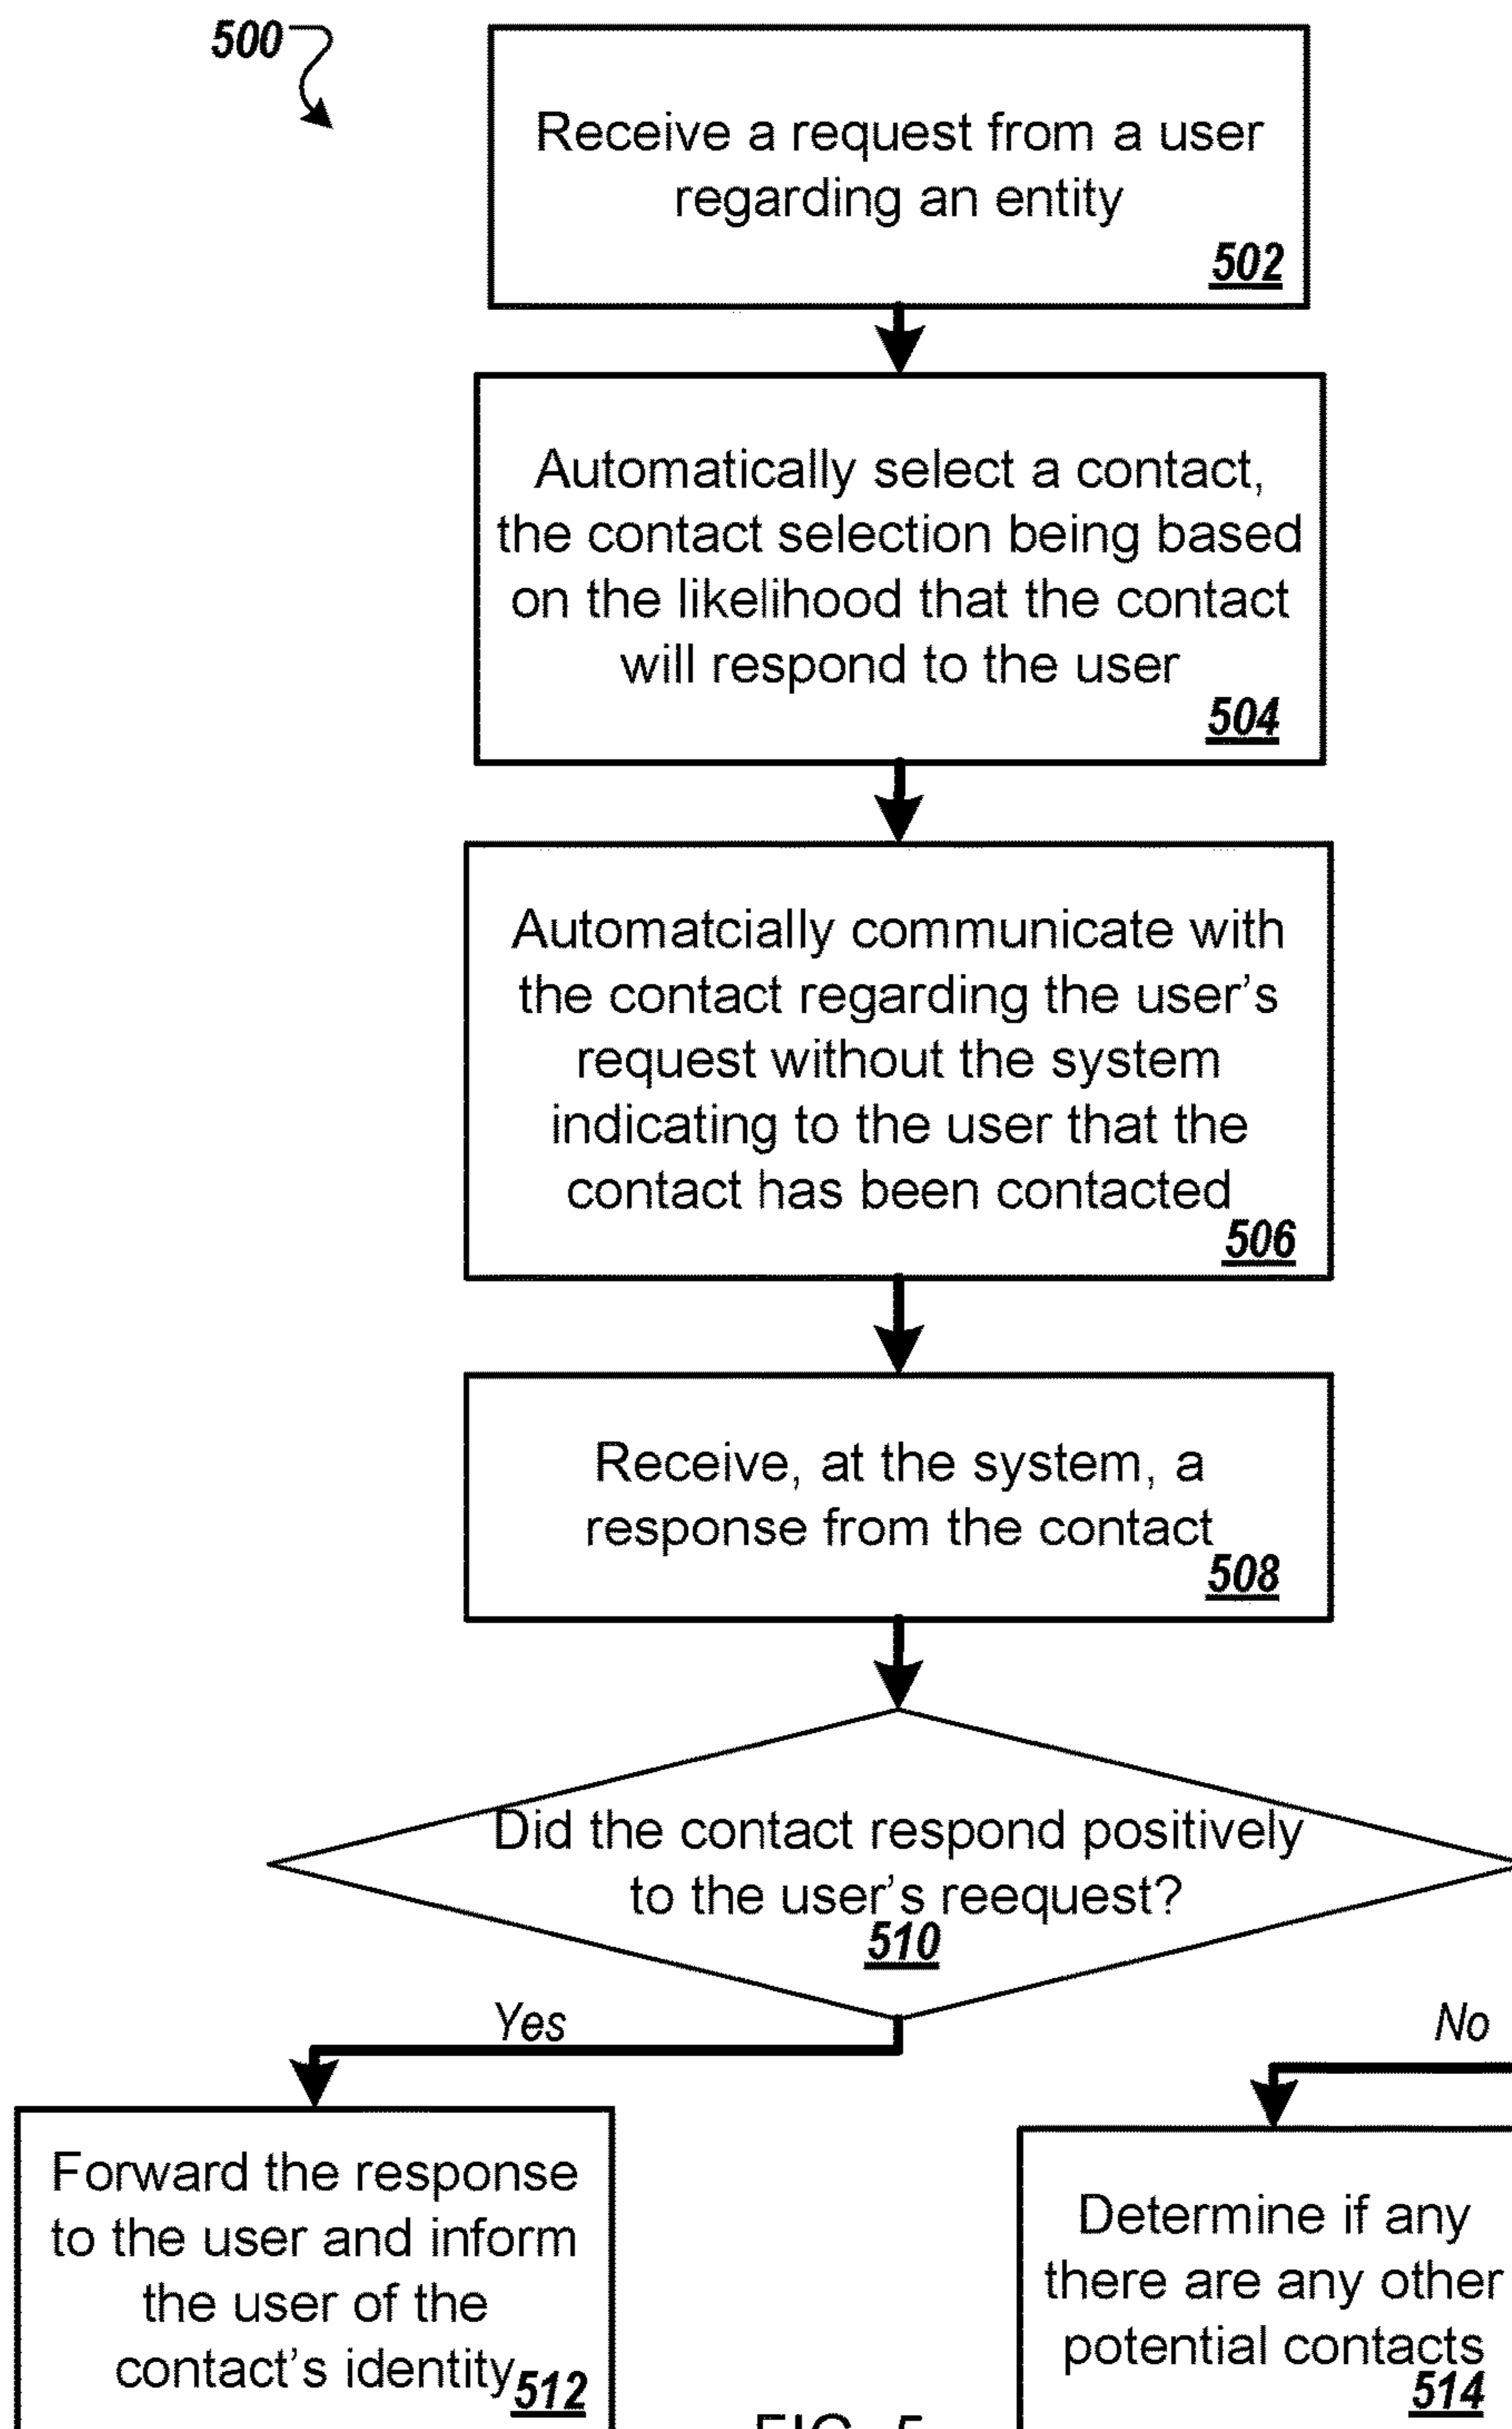 500
Receive a request from a user
regarding an entity
502
Automatically select a contact,
the contact selection being based
on the likelihood that the contact
will respond to the user
504
Automatcially communicate with
the contact regarding the user's
request without the system
indicating to the user that the
contact has been contacted
506
Receive, at the system, a
response from the contact
508
Did the contact respond positively
to the user's reequest?
510
Yes
No
Forward the response
to the user and inform
the user of the
contact's identity
512
Determine if any
there are any other
potential contacts
514
FIG. 5